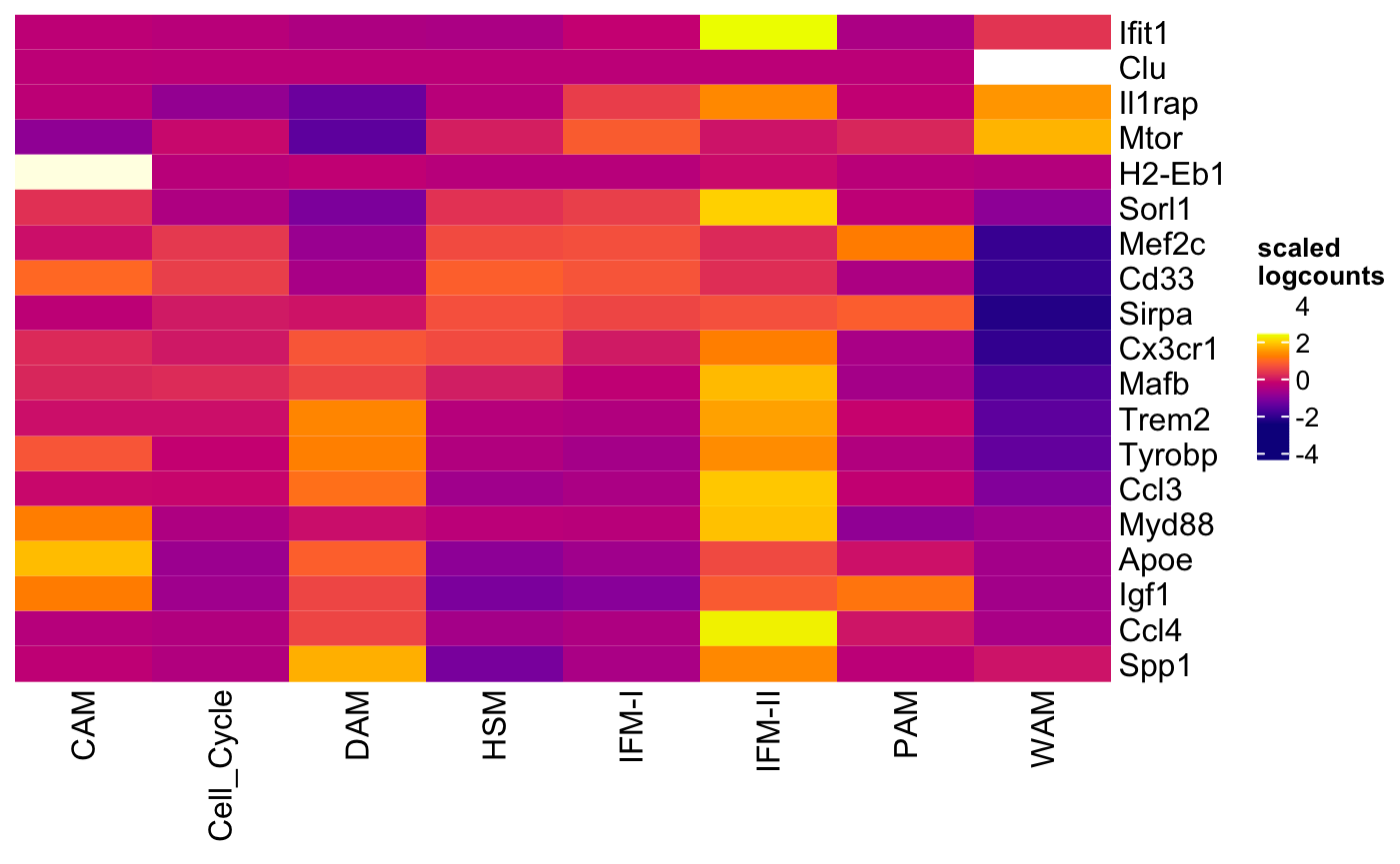 Ifit1
Clu
Il1rap
Mtor
H2-Eb1
Sorl1
Mef2c
Cd33
Sirpa
Cx3cr1
Mafb
Trem2
Tyrobp
Ccl3
Myd88
Apoe
Igf1
Ccl4
Spp1
scaled
logcounts
4
2
0
-2
-4
CAM
Cell_Cycle
DAM
HSM
IFM-I
IFM-II
PAM
WAM